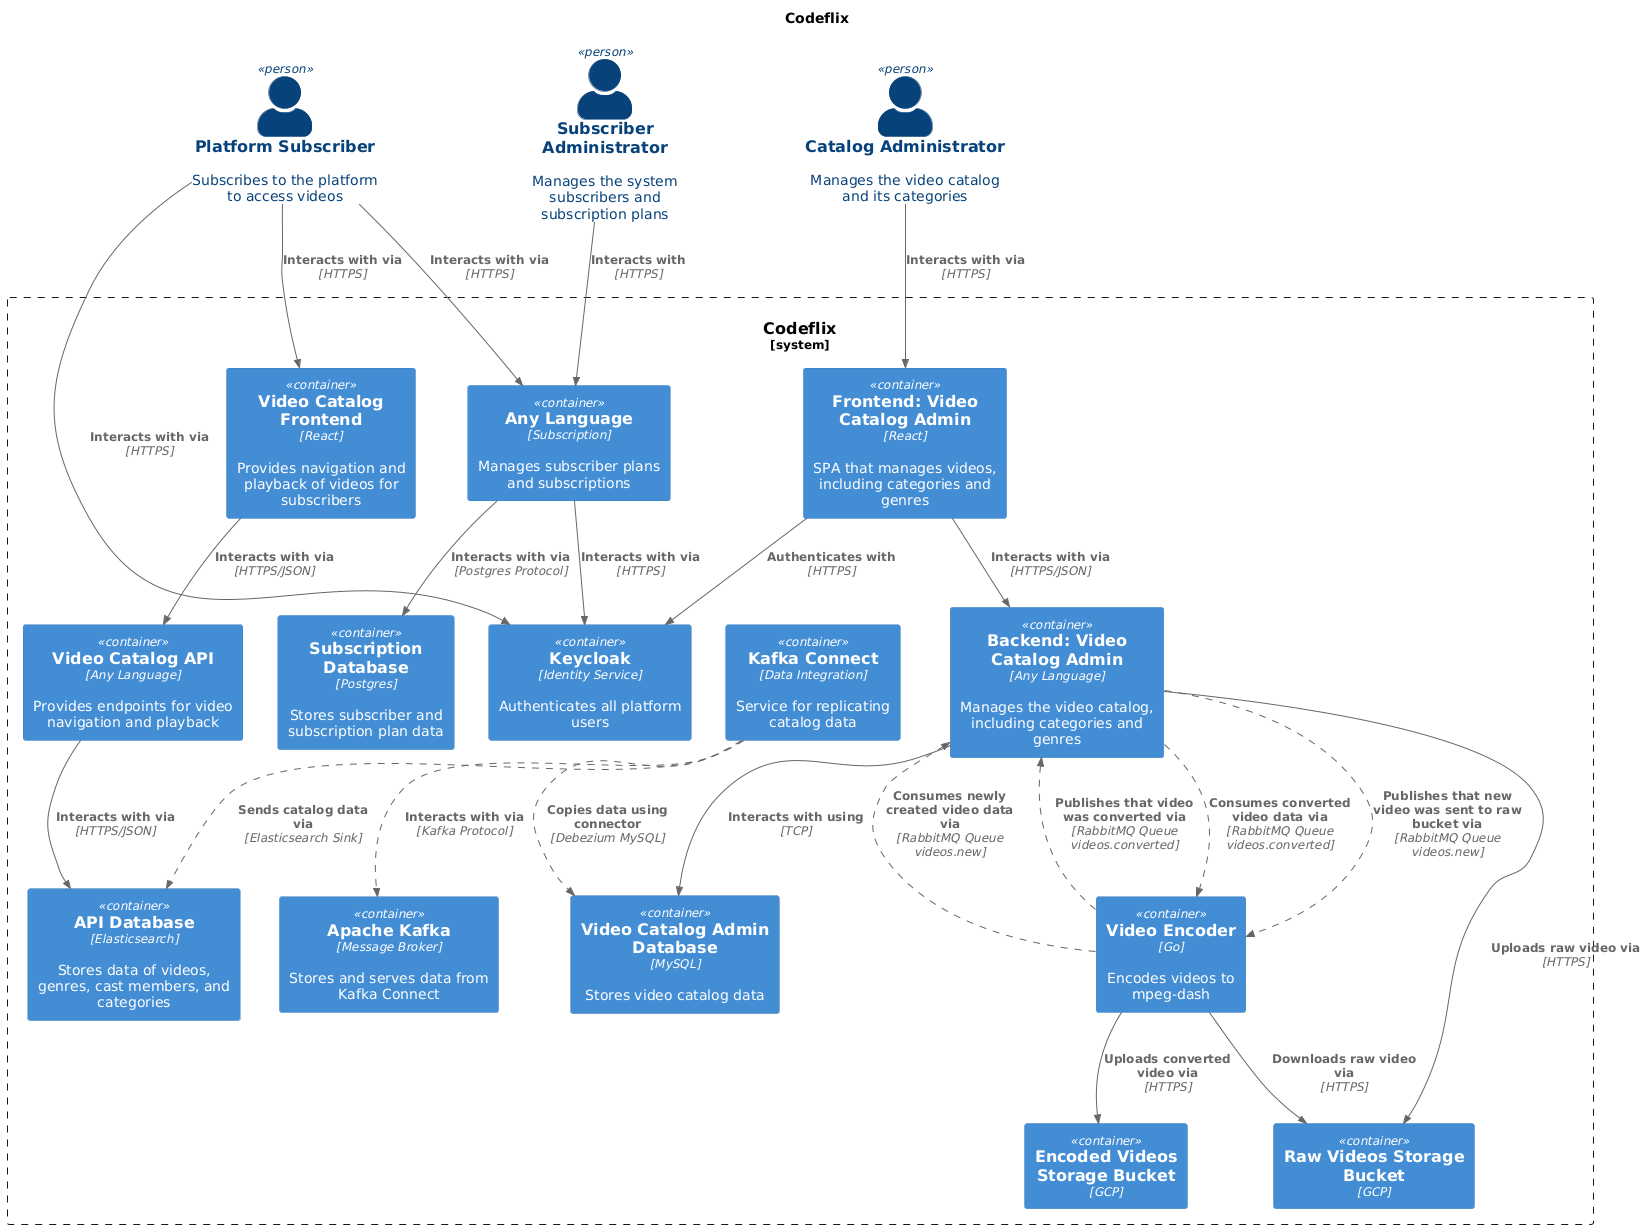 Codeflix
«person»
Platform Subscriber
Subscribes to the platform
to access videos
«person»
Subscriber
Administrator
Manages the system
subscribers and
subscription plans
«person»
Catalog Administrator
Manages the video catalog
and its categories
Interacts with via
[HTTPS]
Interacts with via
[HTTPS]
Interacts with
[HTTPS]
Interacts with via
[HTTPS]
Codeflix
[system]
Interacts with via
[HTTPS]
«container»
Video Catalog
Frontend
[React]
Provides navigation and
playback of videos for
subscribers
«container»
Any Language
[Subscription]
Manages subscriber plans
and subscriptions
«container»
Frontend: Video
Catalog Admin
[React]
SPA that manages videos,
including categories and
genres
Interacts with via
[HTTPS/JSON]
Interacts with via
[Postgres Protocol]
Interacts with via
[HTTPS]
Authenticates with
[HTTPS]
Interacts with via
[HTTPS/JSON]
«container»
Video Catalog API
[Any Language]
Provides endpoints for video
navigation and playback
«container»
Subscription
Database
[Postgres]
Stores subscriber and
subscription plan data
«container»
Keycloak
[Identity Service]
Authenticates all platform
users
«container»
Kafka Connect
[Data Integration]
Service for replicating
catalog data
«container»
Backend: Video
Catalog Admin
[Any Language]
Manages the video catalog,
including categories and
genres
Interacts with via
[HTTPS/JSON]
Sends catalog data
via
[Elasticsearch Sink]
Interacts with via
[Kafka Protocol]
Copies data using
connector
[Debezium MySQL]
Interacts with using
[TCP]
Consumes newly
created video data
via
[RabbitMQ Queue
videos.new]
Publishes that video
was converted via
[RabbitMQ Queue
videos.converted]
Consumes converted
video data via
[RabbitMQ Queue
videos.converted]
Publishes that new
video was sent to raw
bucket via
[RabbitMQ Queue
videos.new]
«container»
API Database
[Elasticsearch]
Stores data of videos,
genres, cast members, and
categories
«container»
Apache Kafka
[Message Broker]
Stores and serves data from
Kafka Connect
«container»
Video Catalog Admin
Database
[MySQL]
Stores video catalog data
«container»
Video Encoder
[Go]
Encodes videos to
mpeg-dash
Uploads raw video via
[HTTPS]
Uploads converted
video via
[HTTPS]
Downloads raw video
via
[HTTPS]
«container»
Encoded Videos
Storage Bucket
[GCP]
«container»
Raw Videos Storage
Bucket
[GCP]